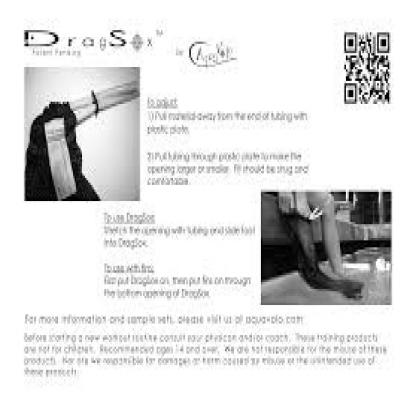 DragSox™
Patent Pending
by AquaVolo
To adjust:
1) Pull material away from the end of tubing with
plastic plate.
2) Pull tubing through plastic plate to make the
opening larger or smaller. Fit should be snug and
comfortable.
To use DragSox:
Stretch the opening with tubing and slide foot
into DragSox.
To use with fins:
First put DragSox on, then put fins on through
the bottom opening of DragSox.
For more information and sample sets, please visit us at aquavolo.com
Before starting a new workout routine consult your physician and/or coach. These training products
are not for children. Recommended ages 14 and over. We are not responsible for the misuse of these
products. Nor are we responsible for damages or harm caused by misuse or the unintended use of
these products.